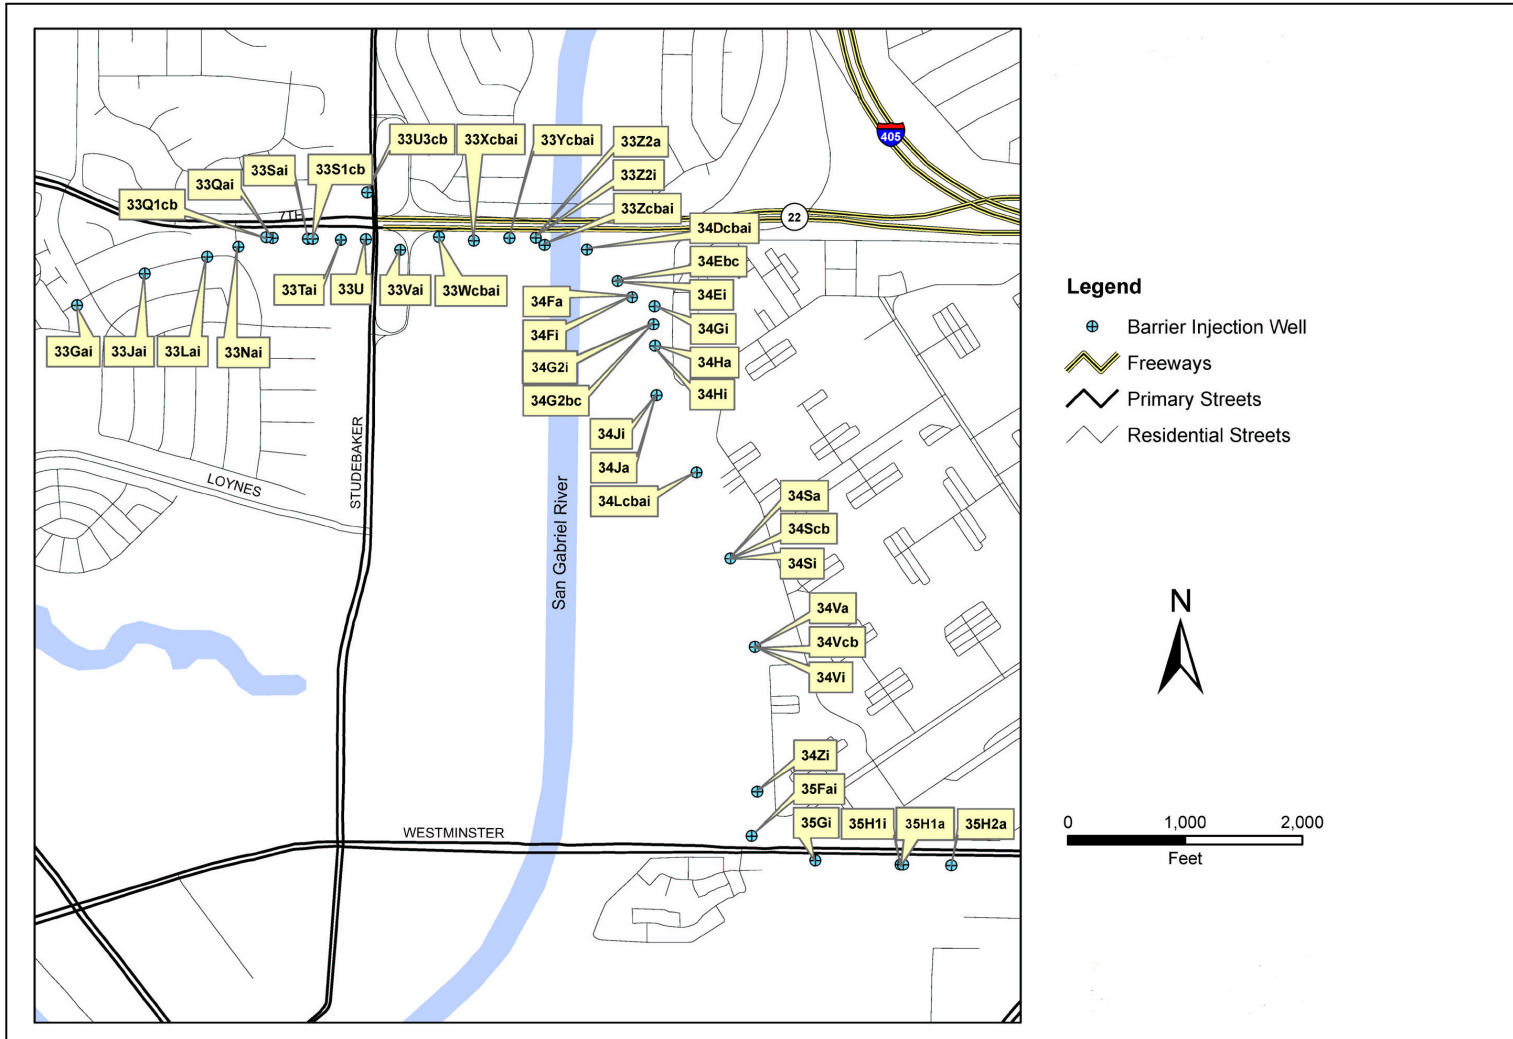 405
33U3cb
33Xcbai
33Ycbai
33Z2a
33Sai
33S1cb
33Qai
33Z2i
33Q1cb
7TH
33Zcbai
22
34Dcbai
34Ebc
33Tai
33U
33Vai
33Wcbai
34Ei
34Fa
34Gi
34Fi
33Gai
33Jai
33Lai
33Nai
34Ha
34G2i
34Hi
34G2bc
34Ji
34Ja
34Lcbai
STUDEBAKER
LOYNES
San Gabriel River
34Sa
34Scb
34Si
34Va
34Vcb
34Vi
34Zi
35Fai
35Gi
35H1i
35H1a
35H2a
WESTMINSTER
Legend
Barrier Injection Well
Freeways
Primary Streets
Residential Streets
N
0 1,000 2,000
Feet